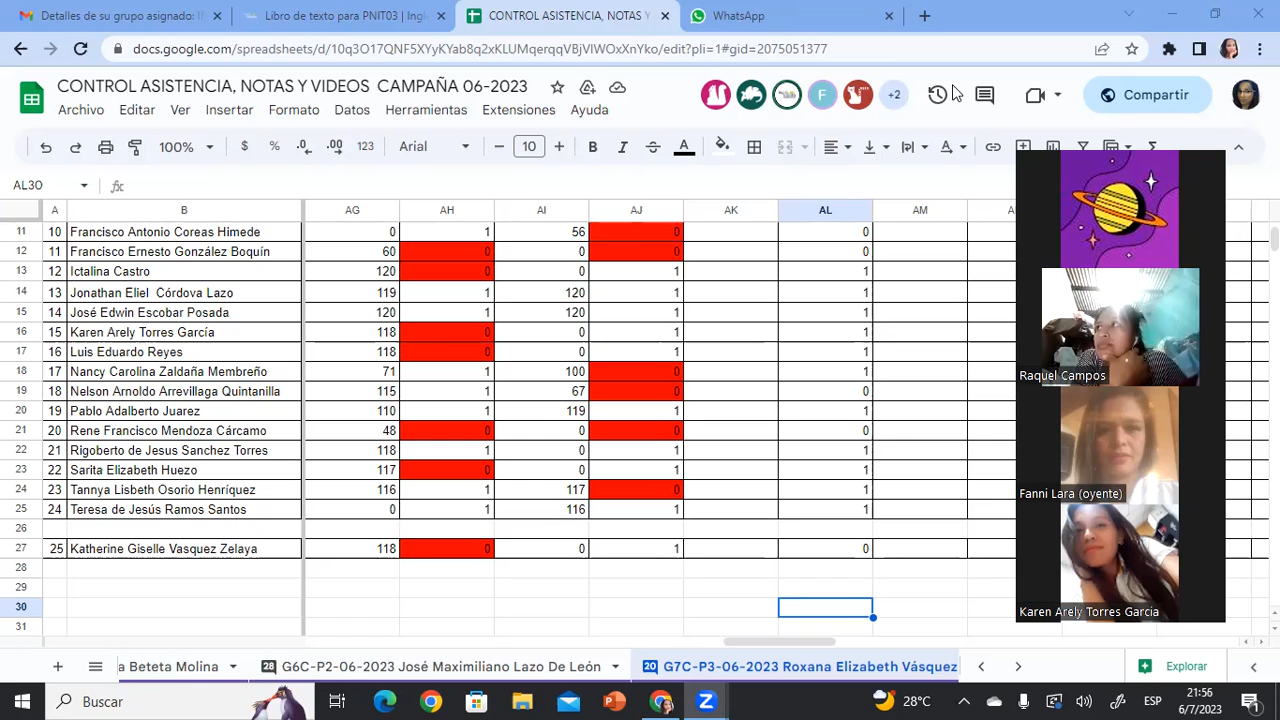 Detalles de su grupo asignado: I
Libro de texto para PNIT03 | Ingl
CONTROL ASISTENCIA, NOTAS Y
WhatsApp
docs.google.com/spreadsheets/d/10q3O17QNF5XYyKYab8q2xKLUMqerqqVBjVIWOxXnYko/edit?pli=1#gid=2075051377
CONTROL ASISTENCIA, NOTAS Y VIDEOS CAMPAÑA 06-2023
F +2 Compartir
Archivo Editar Ver Insertar Formato Datos Herramientas Extensiones Ayuda
100% $ % .0 .00 123 Arial 10 B I A
AL30 fx
A B AG AH AI AJ AK AL AM
11 10 Francisco Antonio Coreas Himede 0 1 56 0 0
12 11 Francisco Ernesto González Boquín 60 0 0 0 0
13 12 Ictalina Castro 120 0 0 1 1
14 13 Jonathan Eliel Córdova Lazo 119 1 120 1 1
15 14 José Edwin Escobar Posada 120 1 120 1 1
16 15 Karen Arely Torres García 118 0 0 1 1
17 16 Luis Eduardo Reyes 118 0 0 1 1
18 17 Nancy Carolina Zaldaña Membreño 71 1 100 0 1
19 18 Nelson Arnoldo Arrevillaga Quintanilla 115 1 67 0 0
20 19 Pablo Adalberto Juarez 110 1 119 1 1
21 20 Rene Francisco Mendoza Cárcamo 48 0 0 0 0
22 21 Rigoberto de Jesus Sanchez Torres 118 1 0 1 1
23 22 Sarita Elizabeth Huezo 117 0 0 1 1
24 23 Tannya Lisbeth Osorio Henríquez 116 1 117 0 1
25 24 Teresa de Jesús Ramos Santos 0 1 116 1 1
26
27 25 Katherine Giselle Vasquez Zelaya 118 0 0 1 0
28
29
30
31
Raquel Campos
Fanni Lara (oyente)
Karen Arely Torres Garcia
a Beteta Molina 28 G6C-P2-06-2023 José Maximiliano Lazo De León 20 G7C-P3-06-2023 Roxana Elizabeth Vásquez Explorar
Buscar 28°C ESP 21:56
6/7/2023 1